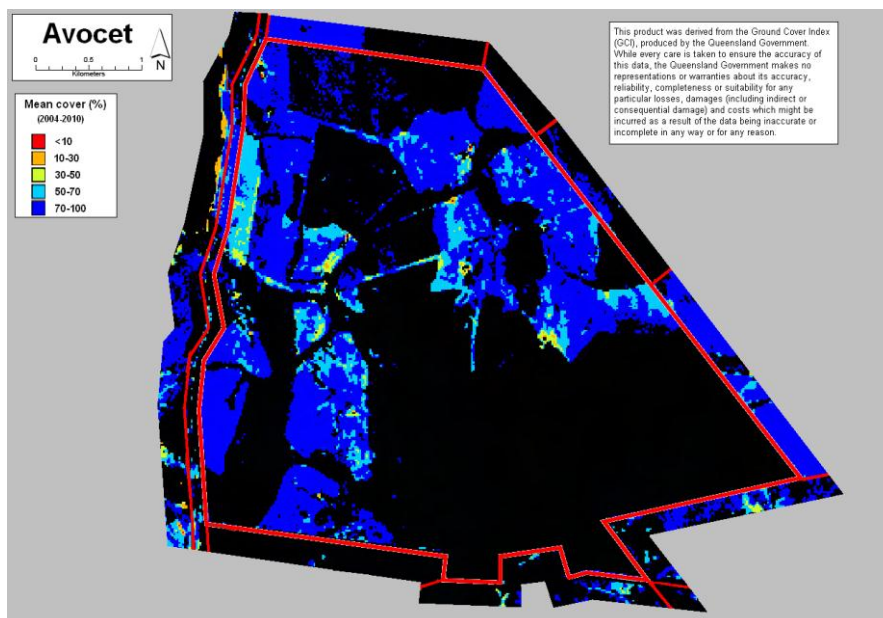 Avocet
0 0.5 1
Kilometers
N
Mean cover (%)
(2004-2010)
<10
10-30
30-50
50-70
70-100
This product was derived from the Ground Cover Index
(GCI), produced by the Queensland Government.
While every care is taken to ensure the accuracy of
this data, the Queensland Government makes no
representations or warranties about its accuracy,
reliability, completeness or suitability for any
particular losses, damages (including indirect or
consequential damage) and costs which might be
incurred as a result of the data being inaccurate or
incomplete in any way or for any reason.